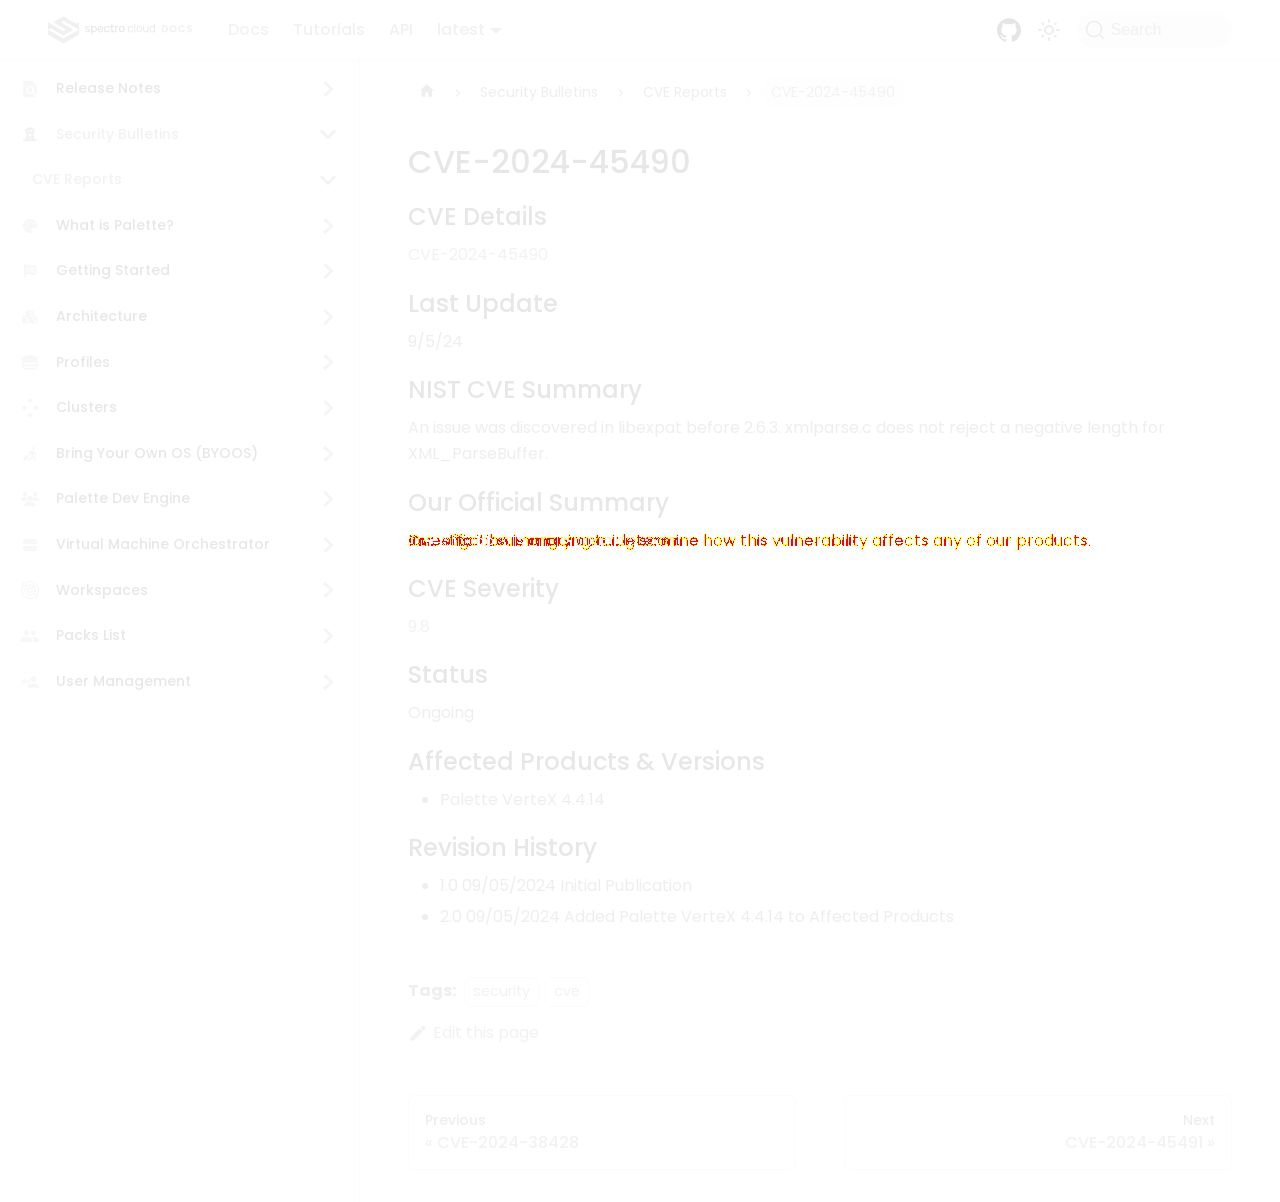 spectro cloud DOCS Docs Tutorials API latest Search
Release Notes
Security Bulletins
CVE Reports
What is Palette?
Getting Started
Architecture
Profiles
Clusters
Bring Your Own OS (BYOOS)
Palette Dev Engine
Virtual Machine Orchestrator
Workspaces
Packs List
User Management
Security Bulletins CVE Reports CVE-2024-45490
CVE-2024-45490
CVE Details
CVE-2024-45490
Last Update
9/5/24
NIST CVE Summary
An issue was discovered in libexpat before 2.6.3. xmlparse.c does not reject a negative length for
XML_ParseBuffer.
Our Official Summary
how this vulnerability affects any of our products.
CVE Severity
9.8
Status
Ongoing
Affected Products & Versions
Palette VerteX 4.4.14
Revision History
1.0 09/05/2024 Initial Publication
2.0 09/05/2024 Added Palette VerteX 4.4.14 to Affected Products
Tags: security cve
Edit this page
Previous
« CVE-2024-38428
Next
CVE-2024-45491 »